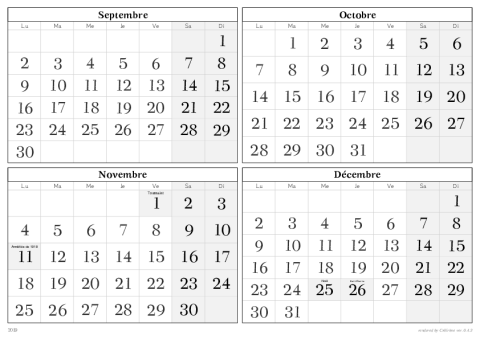 Septembre
Lu Ma Me Je Ve Sa Di
1
2 3 4 5 6 7 8
9 10 11 12 13 14 15
16 17 18 19 20 21 22
23 24 25 26 27 28 29
30
Octobre
Lu Ma Me Je Ve Sa Di
1 2 3 4 5 6
7 8 9 10 11 12 13
14 15 16 17 18 19 20
21 22 23 24 25 26 27
28 29 30 31
Novembre
Lu Ma Me Je Ve Sa Di
Toussaint
1 2 3
4 5 6 7 8 9 10
Armistice de 1918
11 12 13 14 15 16 17
18 19 20 21 22 23 24
25 26 27 28 29 30
Décembre
Lu Ma Me Je Ve Sa Di
1
2 3 4 5 6 7 8
9 10 11 12 13 14 15
16 17 18 19 20 21 22
23 24 25 26 27 28 29
30 31
2019